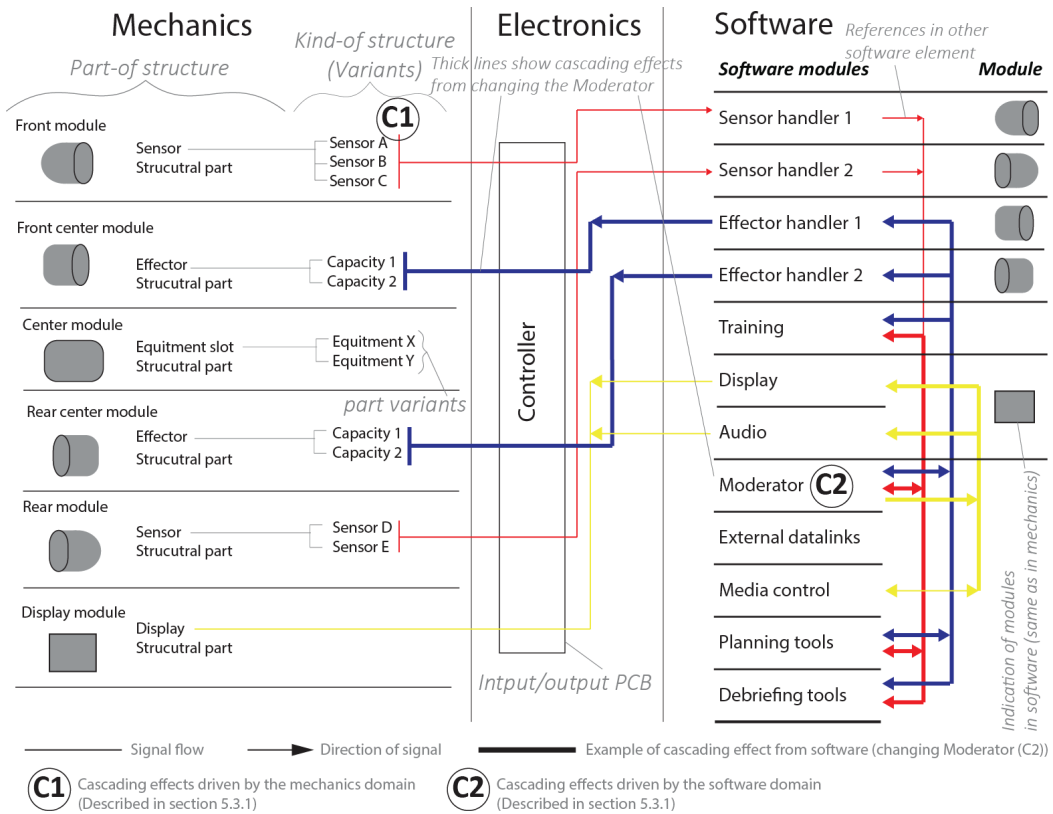 Mechanics
Electronics
Software
Part-of structure
Kind-of structure
(Variants)
Thick lines show cascading effects
from changing the Moderator
References in other
software element
Software modules
Module
C1
Front module
Sensor
Strucutral part
Sensor A
Sensor B
Sensor C
Front center module
Effector
Strucutral part
Capacity 1
Capacity 2
Center module
Equitment slot
Strucutral part
Equitment X
Equitment Y
part variants
Rear center module
Effector
Strucutral part
Capacity 1
Capacity 2
Rear module
Sensor
Strucutral part
Sensor D
Sensor E
Display module
Display
Strucutral part
Controller
Intput/output PCB
Sensor handler 1
Sensor handler 2
Effector handler 1
Effector handler 2
Training
Display
Audio
Moderator
C2
External datalinks
Media control
Planning tools
Debriefing tools
Indication of modules
in software (same as in mechanics)
Signal flow
Direction of signal
Example of cascading effect from software (changing Moderator (C2))
C1
Cascading effects driven by the mechanics domain
(Described in section 5.3.1)
C2
Cascading effects driven by the software domain
(Described in section 5.3.1)